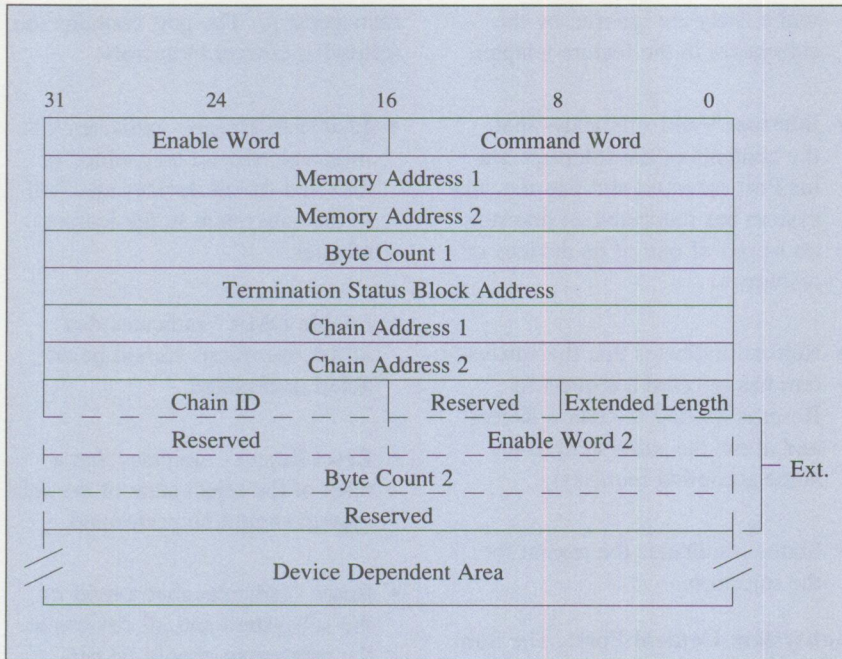 31 24 16 8 0
Enable Word Command Word
Memory Address 1
Memory Address 2
Byte Count 1
Termination Status Block Address
Chain Address 1
Chain Address 2
Chain ID Reserved Extended Length
Reserved Enable Word 2
Ext.
Byte Count 2
Reserved
Device Dependent Area